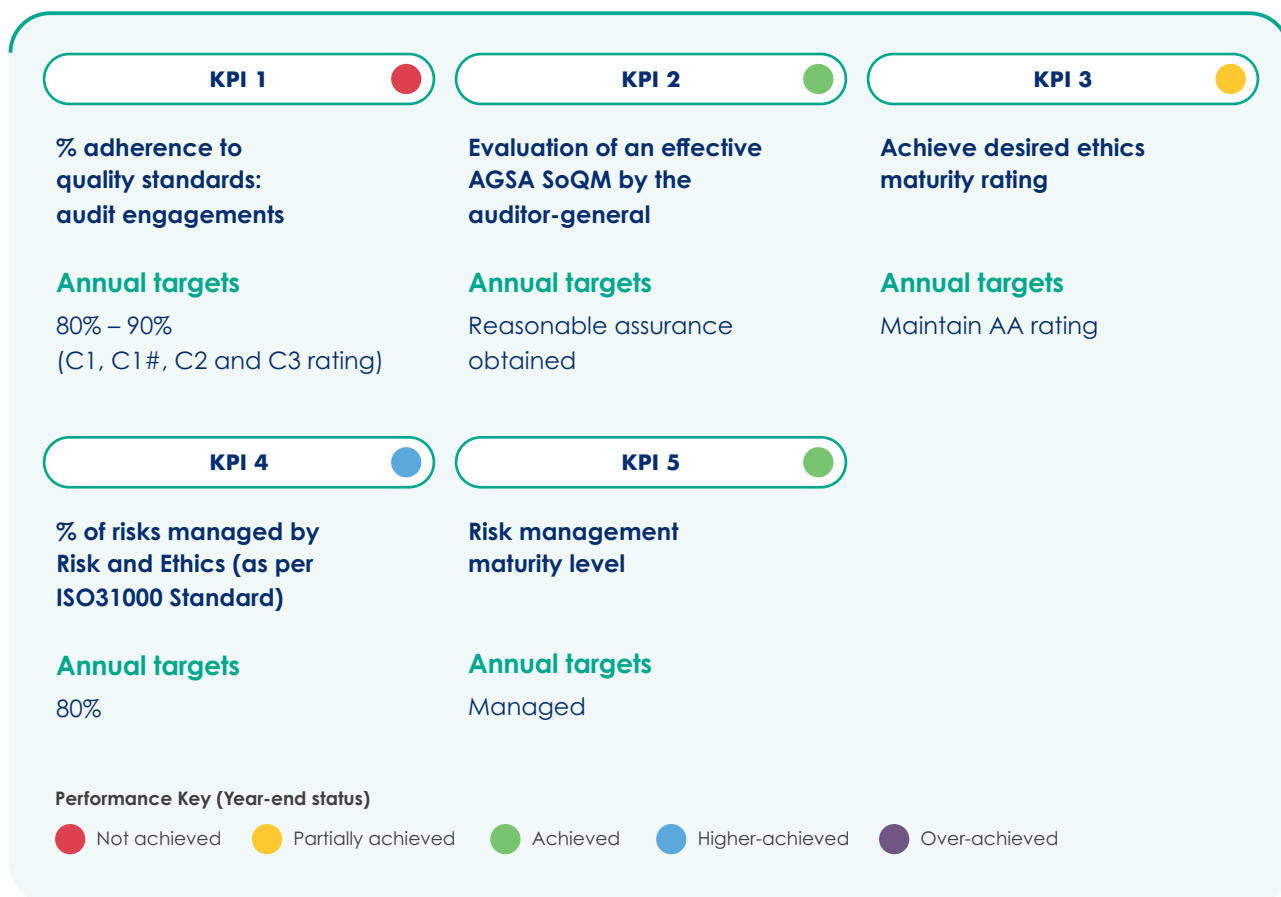 KPI 1
% adherence to
quality standards:
audit engagements
Annual targets
80% – 90%
(C1, C1#, C2 and C3 rating)
KPI 2
Evaluation of an effective
AGSA SoQM by the
auditor-general
Annual targets
Reasonable assurance
obtained
KPI 3
Achieve desired ethics
maturity rating
Annual targets
Maintain AA rating
KPI 4
% of risks managed by
Risk and Ethics (as per
ISO31000 Standard)
Annual targets
80%
KPI 5
Risk management
maturity level
Annual targets
Managed
Performance Key (Year-end status)
Not achieved
Partially achieved
Achieved
Higher-achieved
Over-achieved